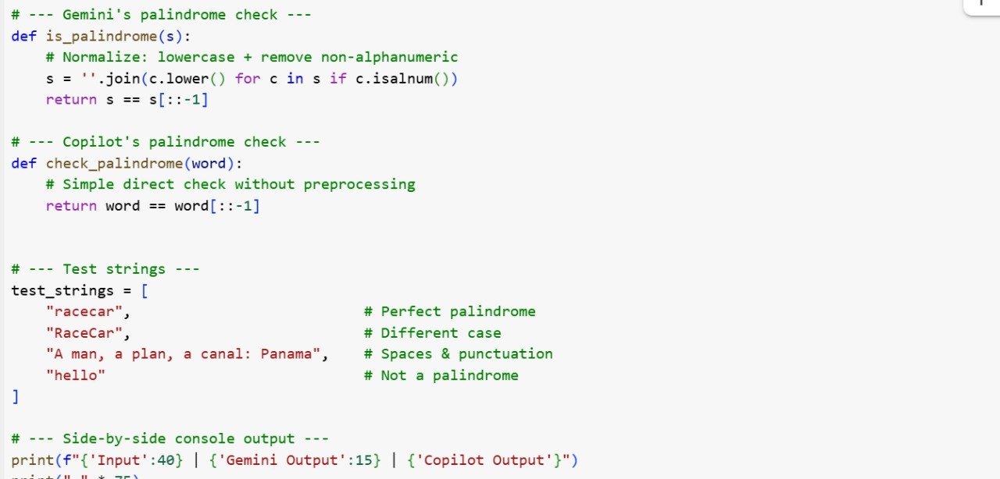 # --- Gemini's palindrome check ---
def is_palindrome(s):
    # Normalize: lowercase + remove non-alphanumeric
    s = ''.join(c.lower() for c in s if c.isalnum())
    return s == s[::-1]

# --- Copilot's palindrome check ---
def check_palindrome(word):
    # Simple direct check without preprocessing
    return word == word[::-1]


# --- Test strings ---
test_strings = [
    "racecar",                           # Perfect palindrome
    "RaceCar",                           # Different case
    "A man, a plan, a canal: Panama",    # Spaces & punctuation
    "hello"                              # Not a palindrome
]

# --- Side-by-side console output ---
print(f"{'Input':40} | {'Gemini Output':15} | {'Copilot Output'}")